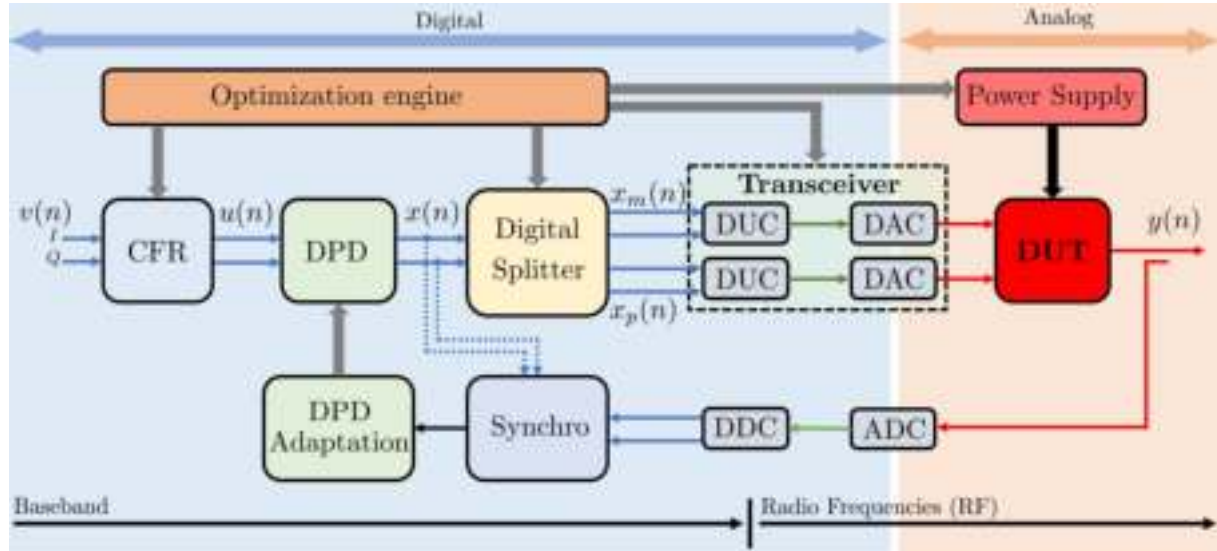 Digital
Analog
Optimization engine
Power Supply
v(n)
I
Q
CFR
u(n)
DPD
x(n)
Digital
Splitter
x_m(n)
x_p(n)
Transceiver
DUC
DAC
DUC
DAC
DUT
y(n)
DPD
Adaptation
Synchro
DDC
ADC
Baseband
Radio Frequencies (RF)